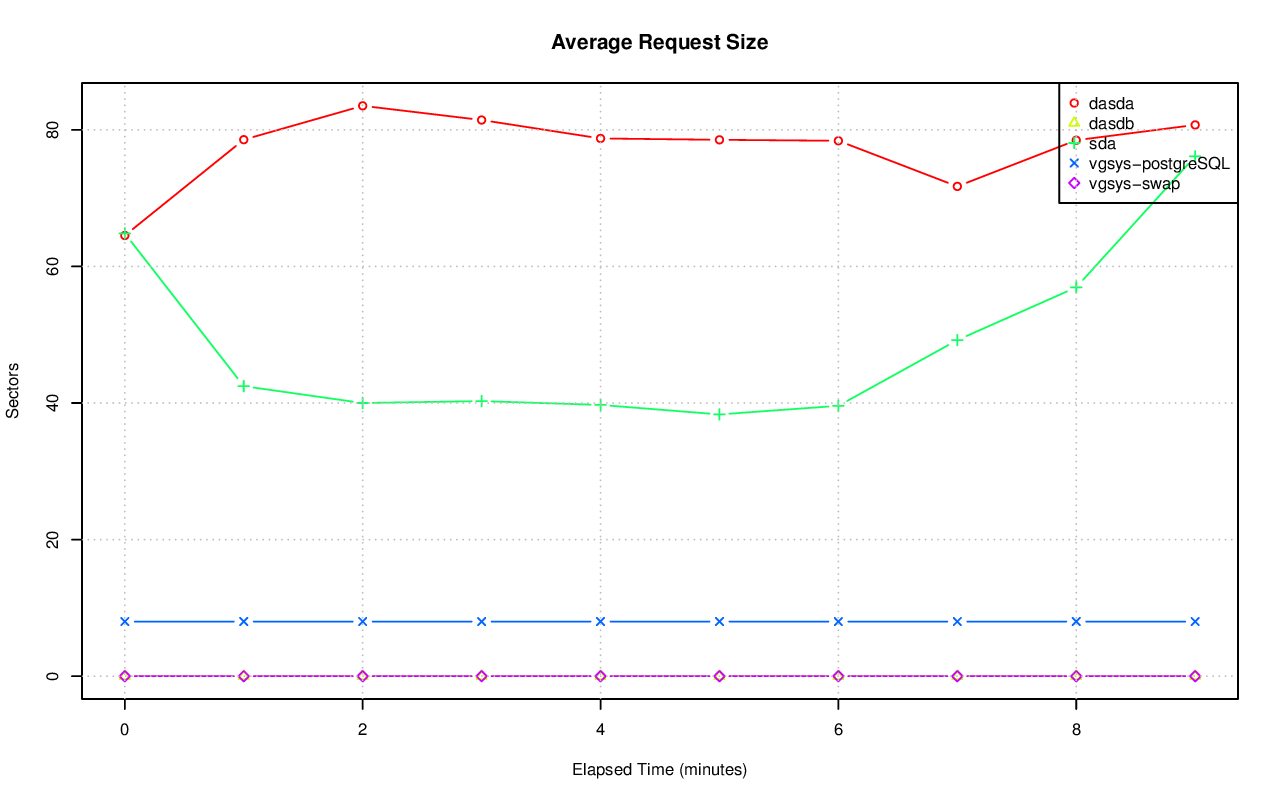 Average Request Size
dasda
dasdb
sda
vgsys−postgreSQL
vgsys−swap
Sectors
80
60
40
20
0
0 2 4 6 8
Elapsed Time (minutes)